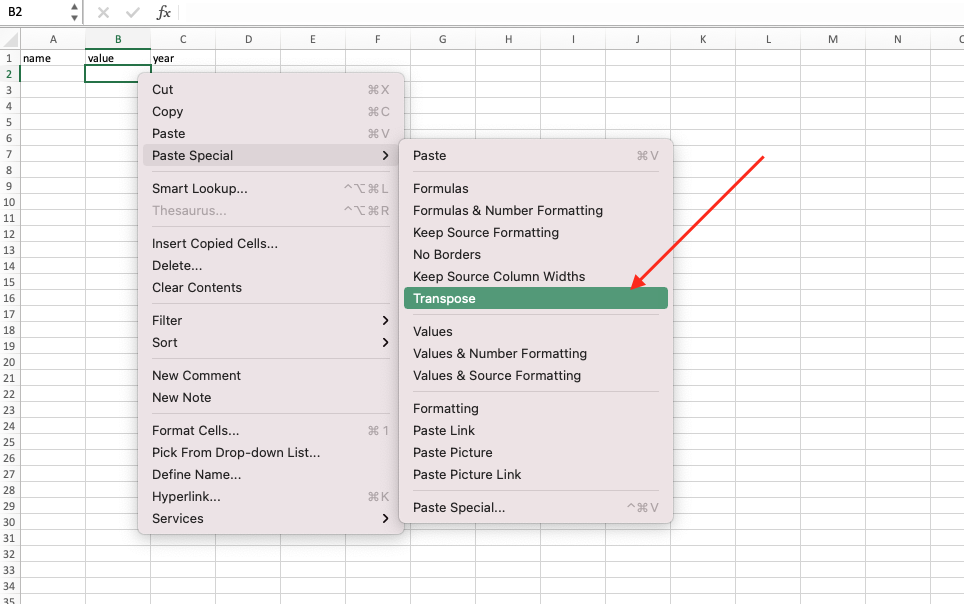 B2 fx
A B C D E F G H I J K L M N
1 name value year
2
3
4
5
6
7
8
9
10
11
12
13
14
15
16
17
18
19
20
21
22
23
24
25
26
27
28
29
30
31
32
33
34
35
Cut ⌘X
Copy ⌘C
Paste ⌘V
Paste Special
Smart Lookup... ^⌥⌘L
Thesaurus... ^⌥⌘R
Insert Copied Cells...
Delete...
Clear Contents
Filter
Sort
New Comment
New Note
Format Cells... ⌘1
Pick From Drop-down List...
Define Name...
Hyperlink... ⌘K
Services
Paste ⌘V
Formulas
Formulas & Number Formatting
Keep Source Formatting
No Borders
Keep Source Column Widths
Transpose
Values
Values & Number Formatting
Values & Source Formatting
Formatting
Paste Link
Paste Picture
Paste Picture Link
Paste Special... ^⌘V